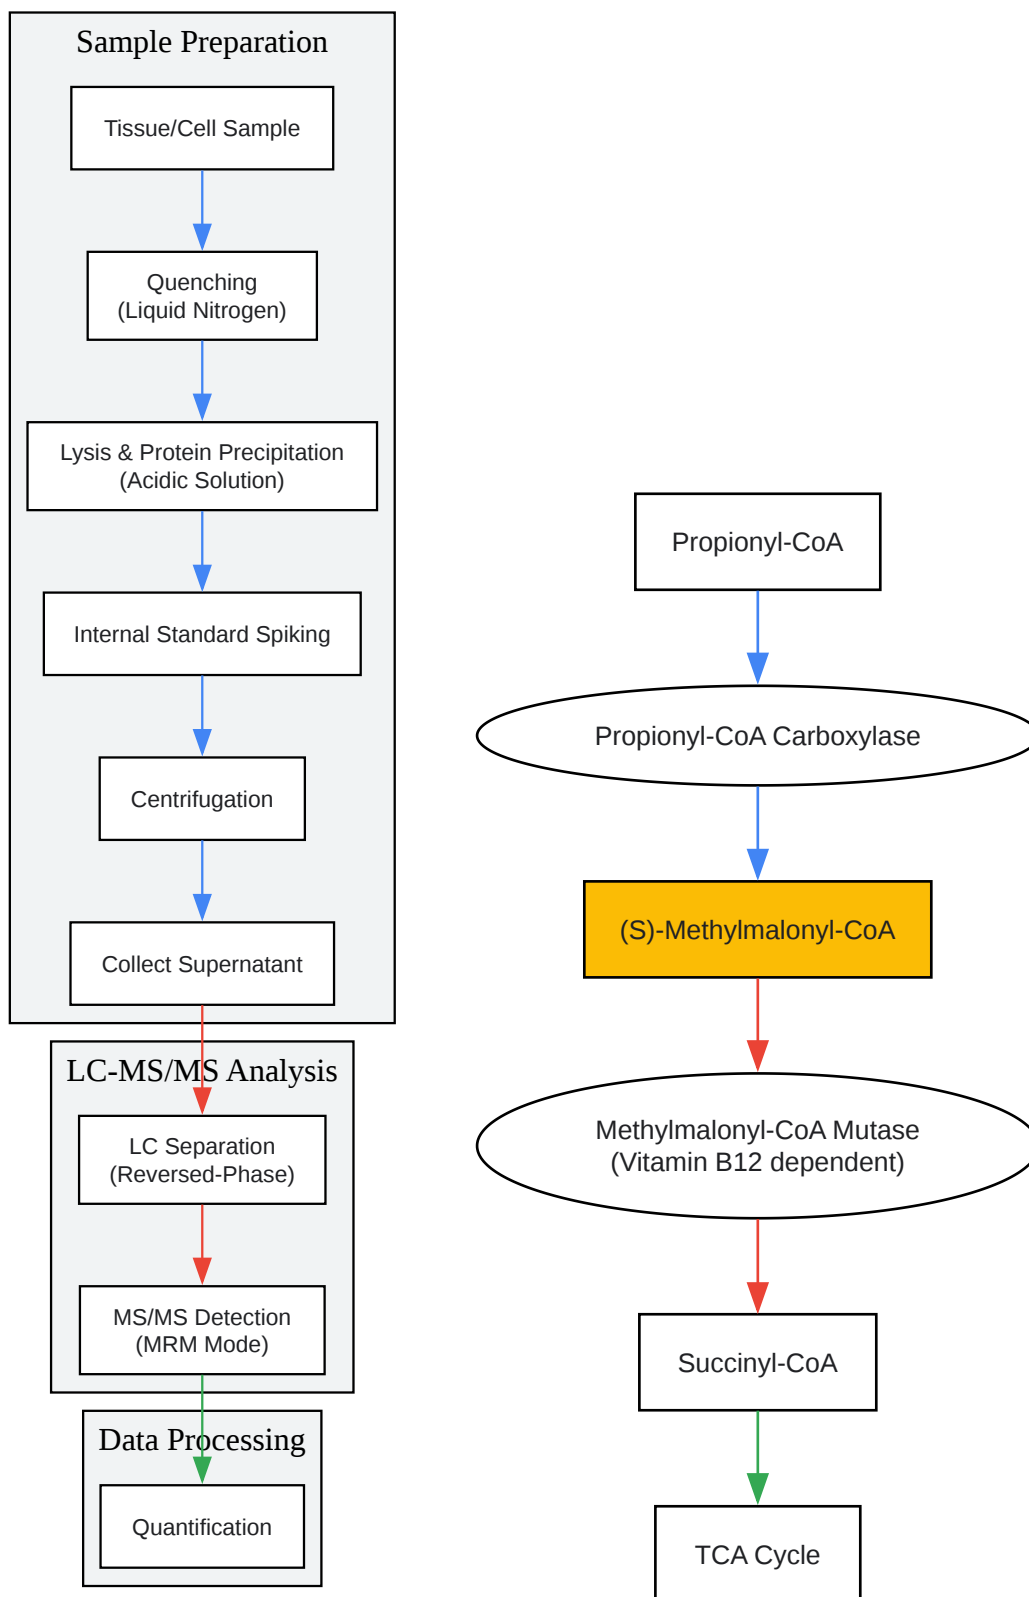 Sample Preparation
Tissue/Cell Sample
Quenching
(Liquid Nitrogen)
Lysis & Protein Precipitation
(Acidic Solution)
Internal Standard Spiking
Centrifugation
Collect Supernatant
LC-MS/MS Analysis
LC Separation
(Reversed-Phase)
MS/MS Detection
(MRM Mode)
Data Processing
Quantification
Propionyl-CoA
Propionyl-CoA Carboxylase
(S)-Methylmalonyl-CoA
Methylmalonyl-CoA Mutase
(Vitamin B12 dependent)
Succinyl-CoA
TCA Cycle